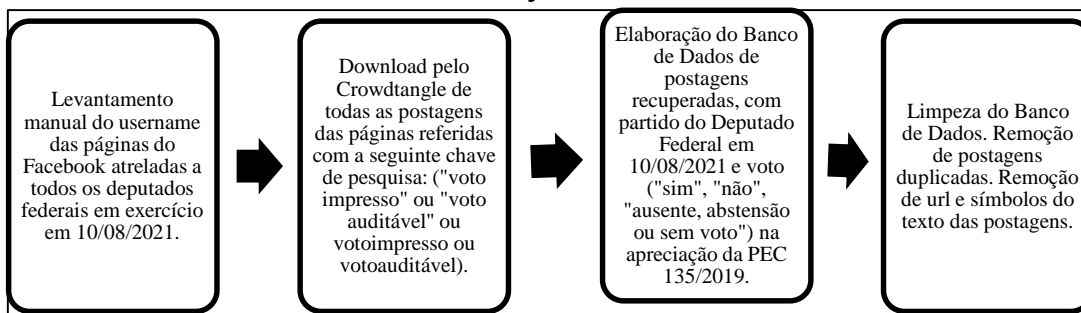 Levantamento
manual do username
das páginas do
Facebook atreladas a
todos os deputados
federais em exercício
em 10/08/2021.
Download pelo
Crowdtangle de
todas as postagens
das páginas referidas
com a seguinte chave
de pesquisa: ("voto
impresso" ou "voto
auditável" ou
votoimpresso ou
votoauditável).
Elaboração do Banco
de Dados de
postagens
recuperadas, com
partido do Deputado
Federal em
10/08/2021 e voto
("sim", "não",
"ausente, abstensão
ou sem voto") na
apreciação da PEC
135/2019.
Limpeza do Banco
de Dados. Remoção
de postagens
duplicadas. Remoção
de url e símbolos do
texto das postagens.